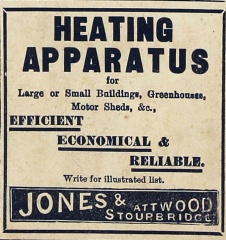 HEATING
APPARATUS
for
Large or Small Buildings, Greenhouses,
Motor Sheds, &c.,
EFFICIENT
ECONOMICAL &
RELIABLE.
Write for illustrated list.
JONES & ATTWOOD
STOURBRIDGE